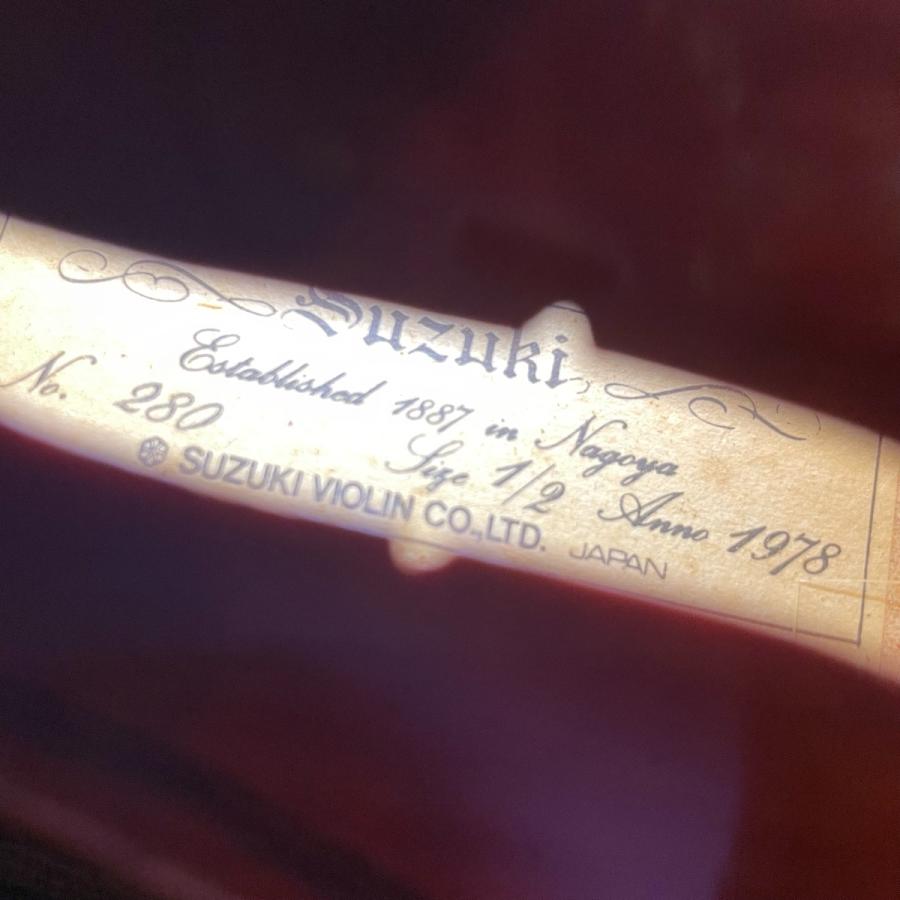 Suzuki
Established 1887 in Nagoya
No. 280 Size 1/2 Anno 1978
SUZUKI VIOLIN CO.,LTD. JAPAN